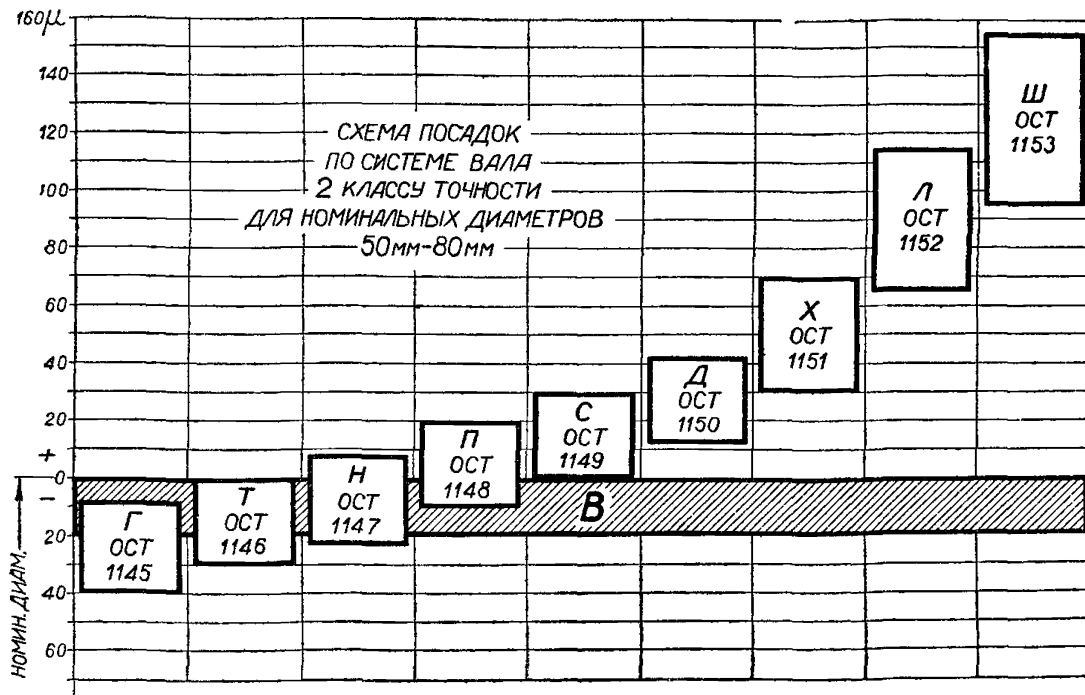 160μ
140
120
100
80
60
40
20
+
0
−
20
40
60
НОМИН. ДИАМ.
СХЕМА ПОСАДОК
ПО СИСТЕМЕ ВАЛА
2 КЛАССУ ТОЧНОСТИ
ДЛЯ НОМИНАЛЬНЫХ ДИАМЕТРОВ
50мм-80мм
Г
ОСТ
1145
Т
ОСТ
1146
Н
ОСТ
1147
П
ОСТ
1148
С
ОСТ
1149
Д
ОСТ
1150
Х
ОСТ
1151
Л
ОСТ
1152
Ш
ОСТ
1153
В